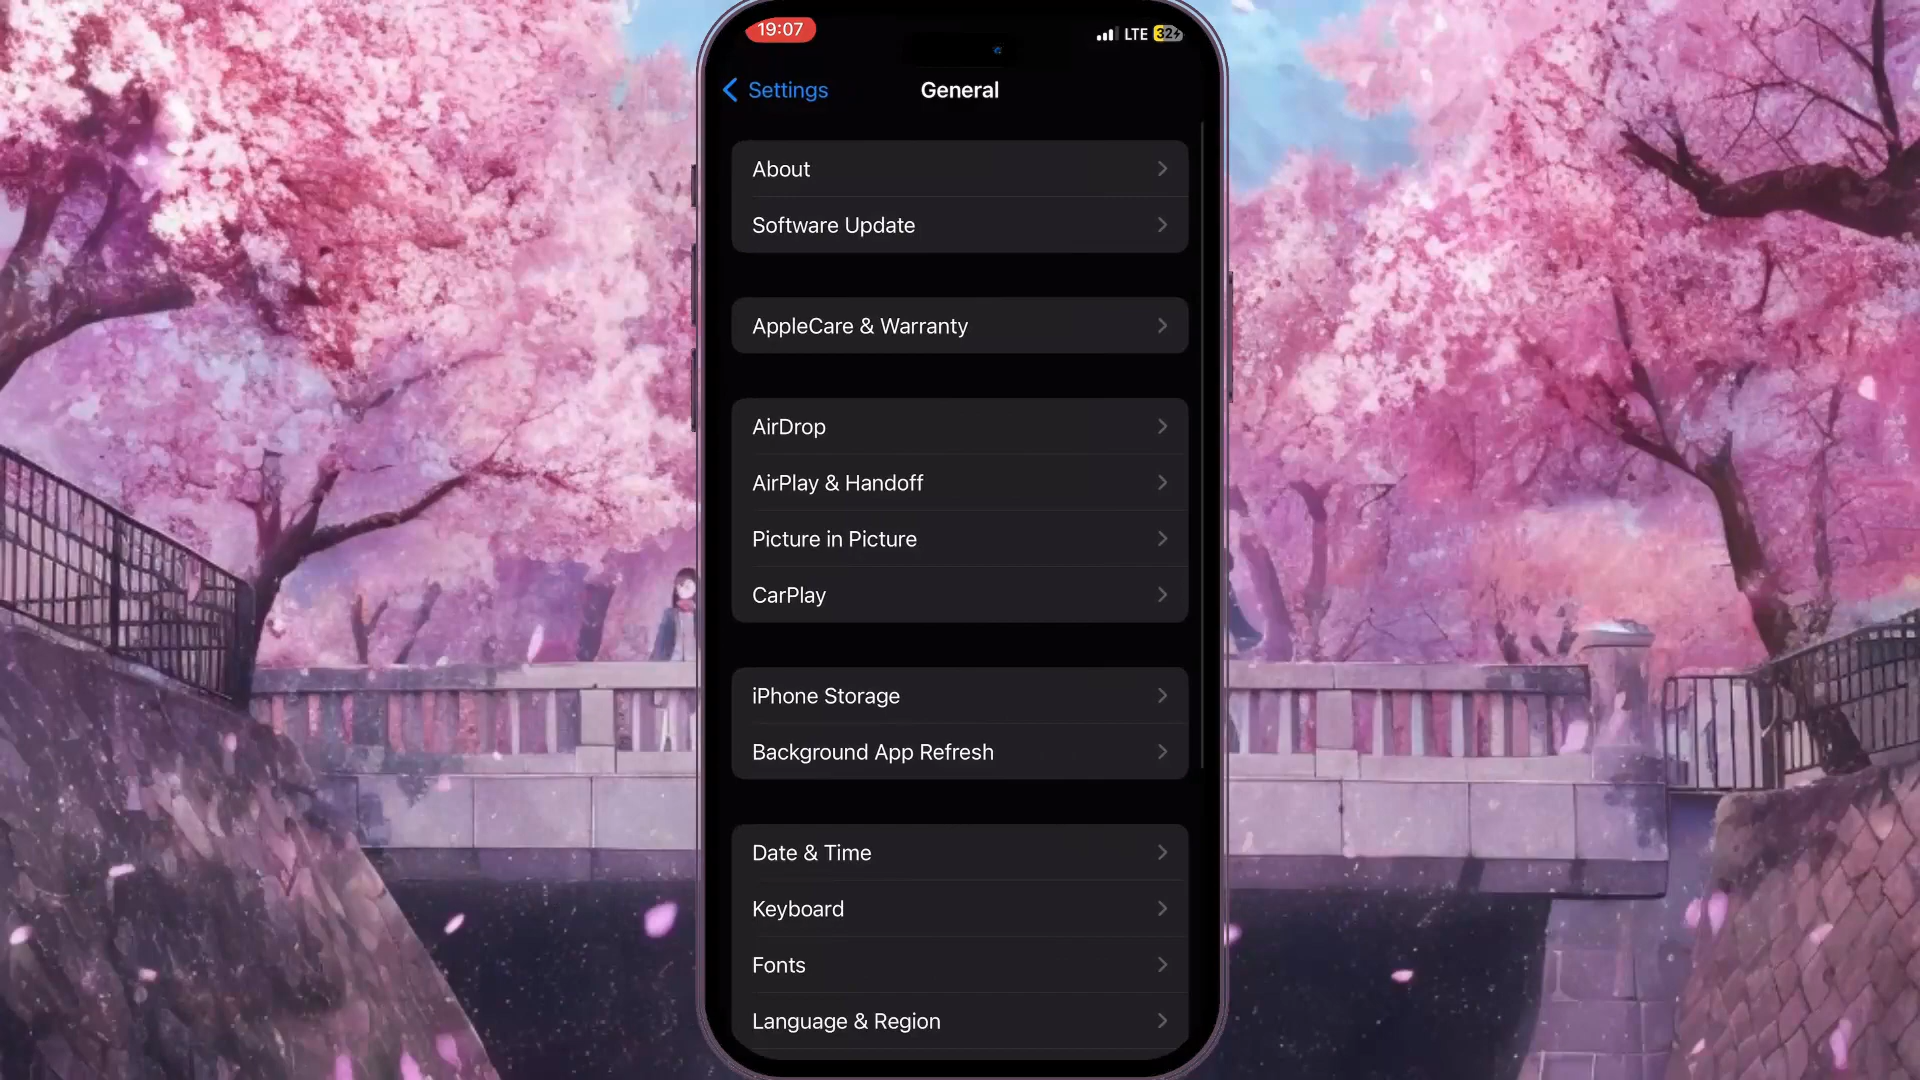 19:07
LTE 32
Settings
General
About
Software Update
AppleCare & Warranty
AirDrop
AirPlay & Handoff
Picture in Picture
CarPlay
iPhone Storage
Background App Refresh
Date & Time
Keyboard
Fonts
Language & Region